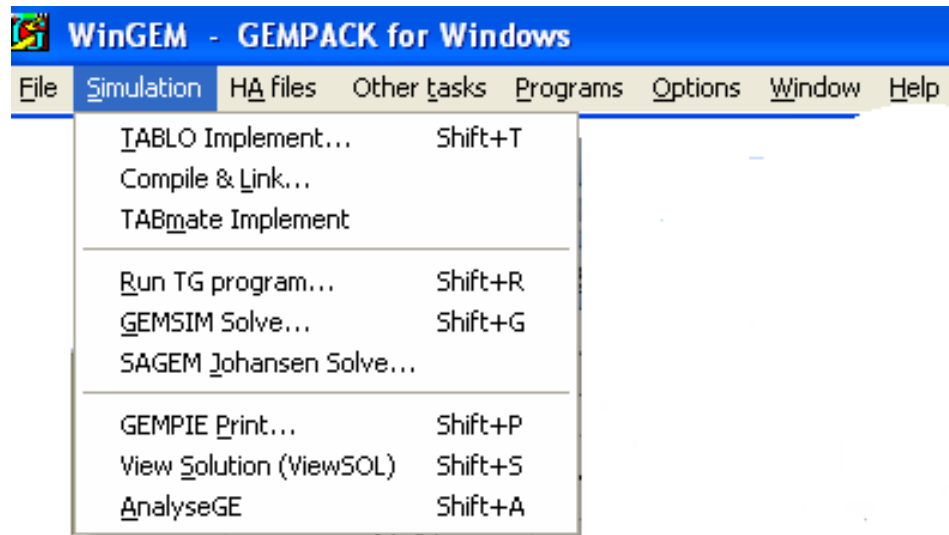 WinGEM - GEMPACK for Windows
File Simulation HA files Other tasks Programs Options Window Help
TABLO Implement... Shift+T
Compile & Link...
TABmate Implement
Run TG program... Shift+R
GEMSIM Solve... Shift+G
SAGEM Johansen Solve...
GEMPIE Print... Shift+P
View Solution (ViewSOL) Shift+S
AnalyseGE Shift+A